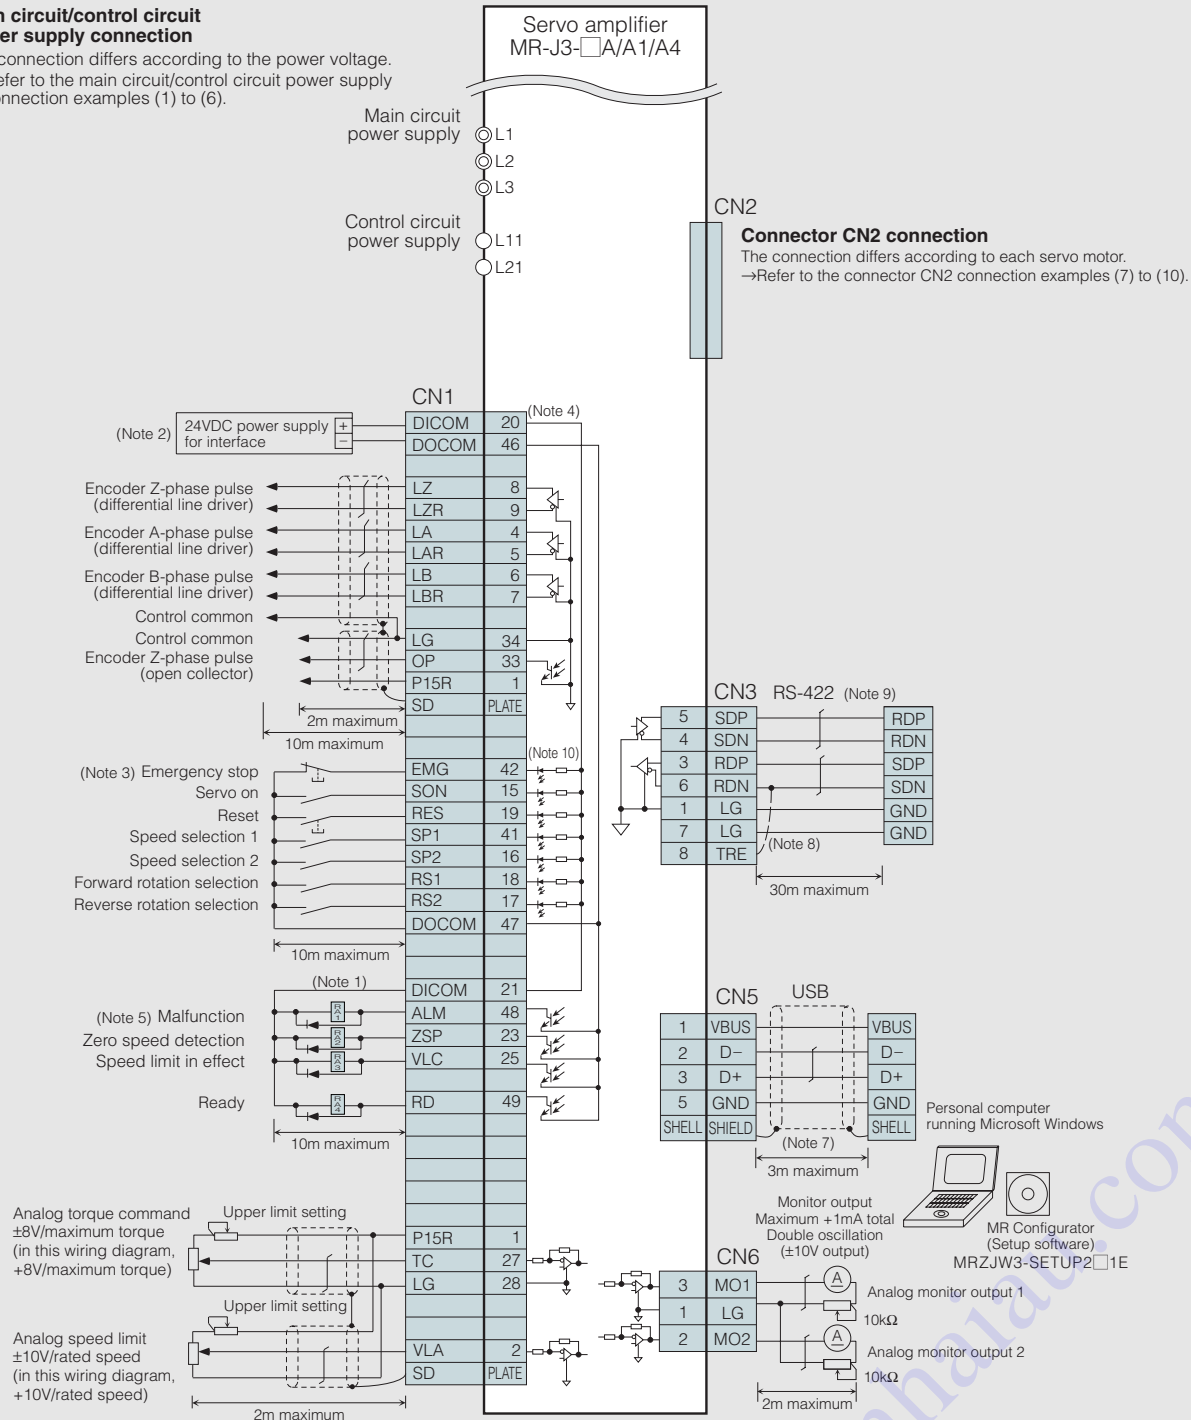 n circuit/control circuit
er supply connection
connection differs according to the power voltage.
efer to the main circuit/control circuit power supply
onnection examples (1) to (6).
Servo amplifier
MR-J3-□A/A1/A4
Main circuit
power supply
L1
L2
L3
Control circuit
power supply
L11
L21
CN2
Connector CN2 connection
The connection differs according to each servo motor.
→Refer to the connector CN2 connection examples (7) to (10).
CN1
(Note 2) 24VDC power supply + DICOM 20 (Note 4)
for interface − DOCOM 46
Encoder Z-phase pulse LZ 8
(differential line driver) LZR 9
Encoder A-phase pulse LA 4
(differential line driver) LAR 5
Encoder B-phase pulse LB 6
(differential line driver) LBR 7
Control common
Control common LG 34
Encoder Z-phase pulse OP 33
(open collector) P15R 1
SD PLATE
2m maximum
10m maximum
(Note 10)
(Note 3) Emergency stop EMG 42
Servo on SON 15
Reset RES 19
Speed selection 1 SP1 41
Speed selection 2 SP2 16
Forward rotation selection RS1 18
Reverse rotation selection RS2 17
DOCOM 47
10m maximum
(Note 1) DICOM 21
(Note 5) Malfunction RA1 ALM 48
Zero speed detection RA2 ZSP 23
Speed limit in effect RA3 VLC 25
Ready RA4 RD 49
10m maximum
Analog torque command
±8V/maximum torque
(in this wiring diagram,
+8V/maximum torque)
Upper limit setting
P15R 1
TC 27
LG 28
Upper limit setting
Analog speed limit
±10V/rated speed
(in this wiring diagram,
+10V/rated speed)
VLA 2
SD PLATE
2m maximum
CN3 RS-422 (Note 9)
5 SDP RDP
4 SDN RDN
3 RDP SDP
6 RDN SDN
1 LG GND
7 LG GND
8 TRE (Note 8)
30m maximum
CN5 USB
1 VBUS VBUS
2 D− D−
3 D+ D+
5 GND GND
SHELL SHIELD SHELL
(Note 7)
3m maximum
Personal computer
running Microsoft Windows
MR Configurator
(Setup software)
MRZJW3-SETUP2□1E
Monitor output
Maximum +1mA total
Double oscillation
(±10V output)
CN6
3 MO1 A
Analog monitor output 1
1 LG 10kΩ
2 MO2 A
Analog monitor output 2
10kΩ
2m maximum